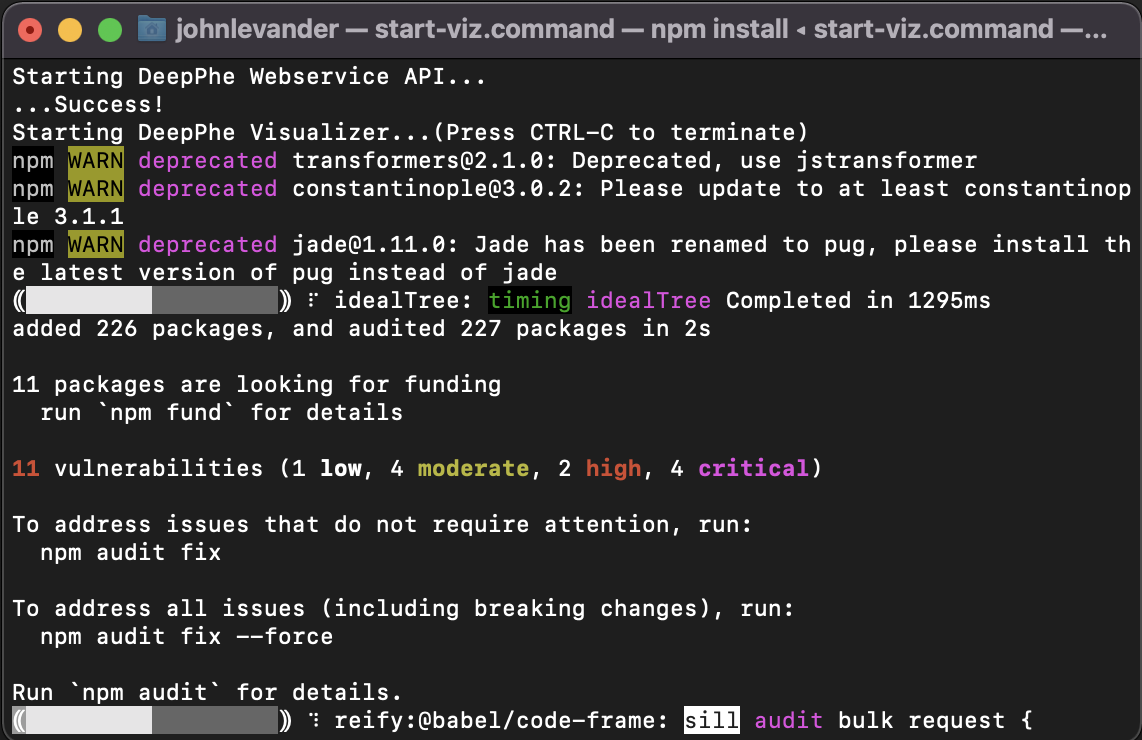 johnlevander — start-viz.command — npm install ◂ start-viz.command —...
Starting DeepPhe Webservice API...
...Success!
Starting DeepPhe Visualizer...(Press CTRL-C to terminate)
npm WARN deprecated transformers@2.1.0: Deprecated, use jstransformer
npm WARN deprecated constantinople@3.0.2: Please update to at least constantinop
le 3.1.1
npm WARN deprecated jade@1.11.0: Jade has been renamed to pug, please install th
e latest version of pug instead of jade
⸨░░░░░░░░░░░░░░░░░░⸩ ⠏ idealTree: timing idealTree Completed in 1295ms
added 226 packages, and audited 227 packages in 2s
11 packages are looking for funding
run `npm fund` for details
11 vulnerabilities (1 low, 4 moderate, 2 high, 4 critical)
To address issues that do not require attention, run:
npm audit fix
To address all issues (including breaking changes), run:
npm audit fix --force
Run `npm audit` for details.
⸨░░░░░░░░░░░░░░░░░░⸩ ⠹ reify:@babel/code-frame: sill audit bulk request {